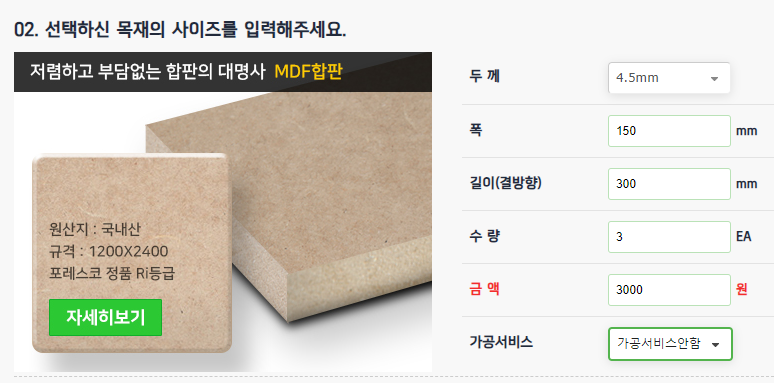 02. 선택하신 목재의 사이즈를 입력해주세요.
저렴하고 부담없는 합판의 대명사 MDF합판
원산지 : 국내산
규격 : 1200X2400
포레스코 정품 Ri등급
자세히보기
두 께 4.5mm
폭 150 mm
길이(결방향) 300 mm
수 량 3 EA
금 액 3000 원
가공서비스 가공서비스안함